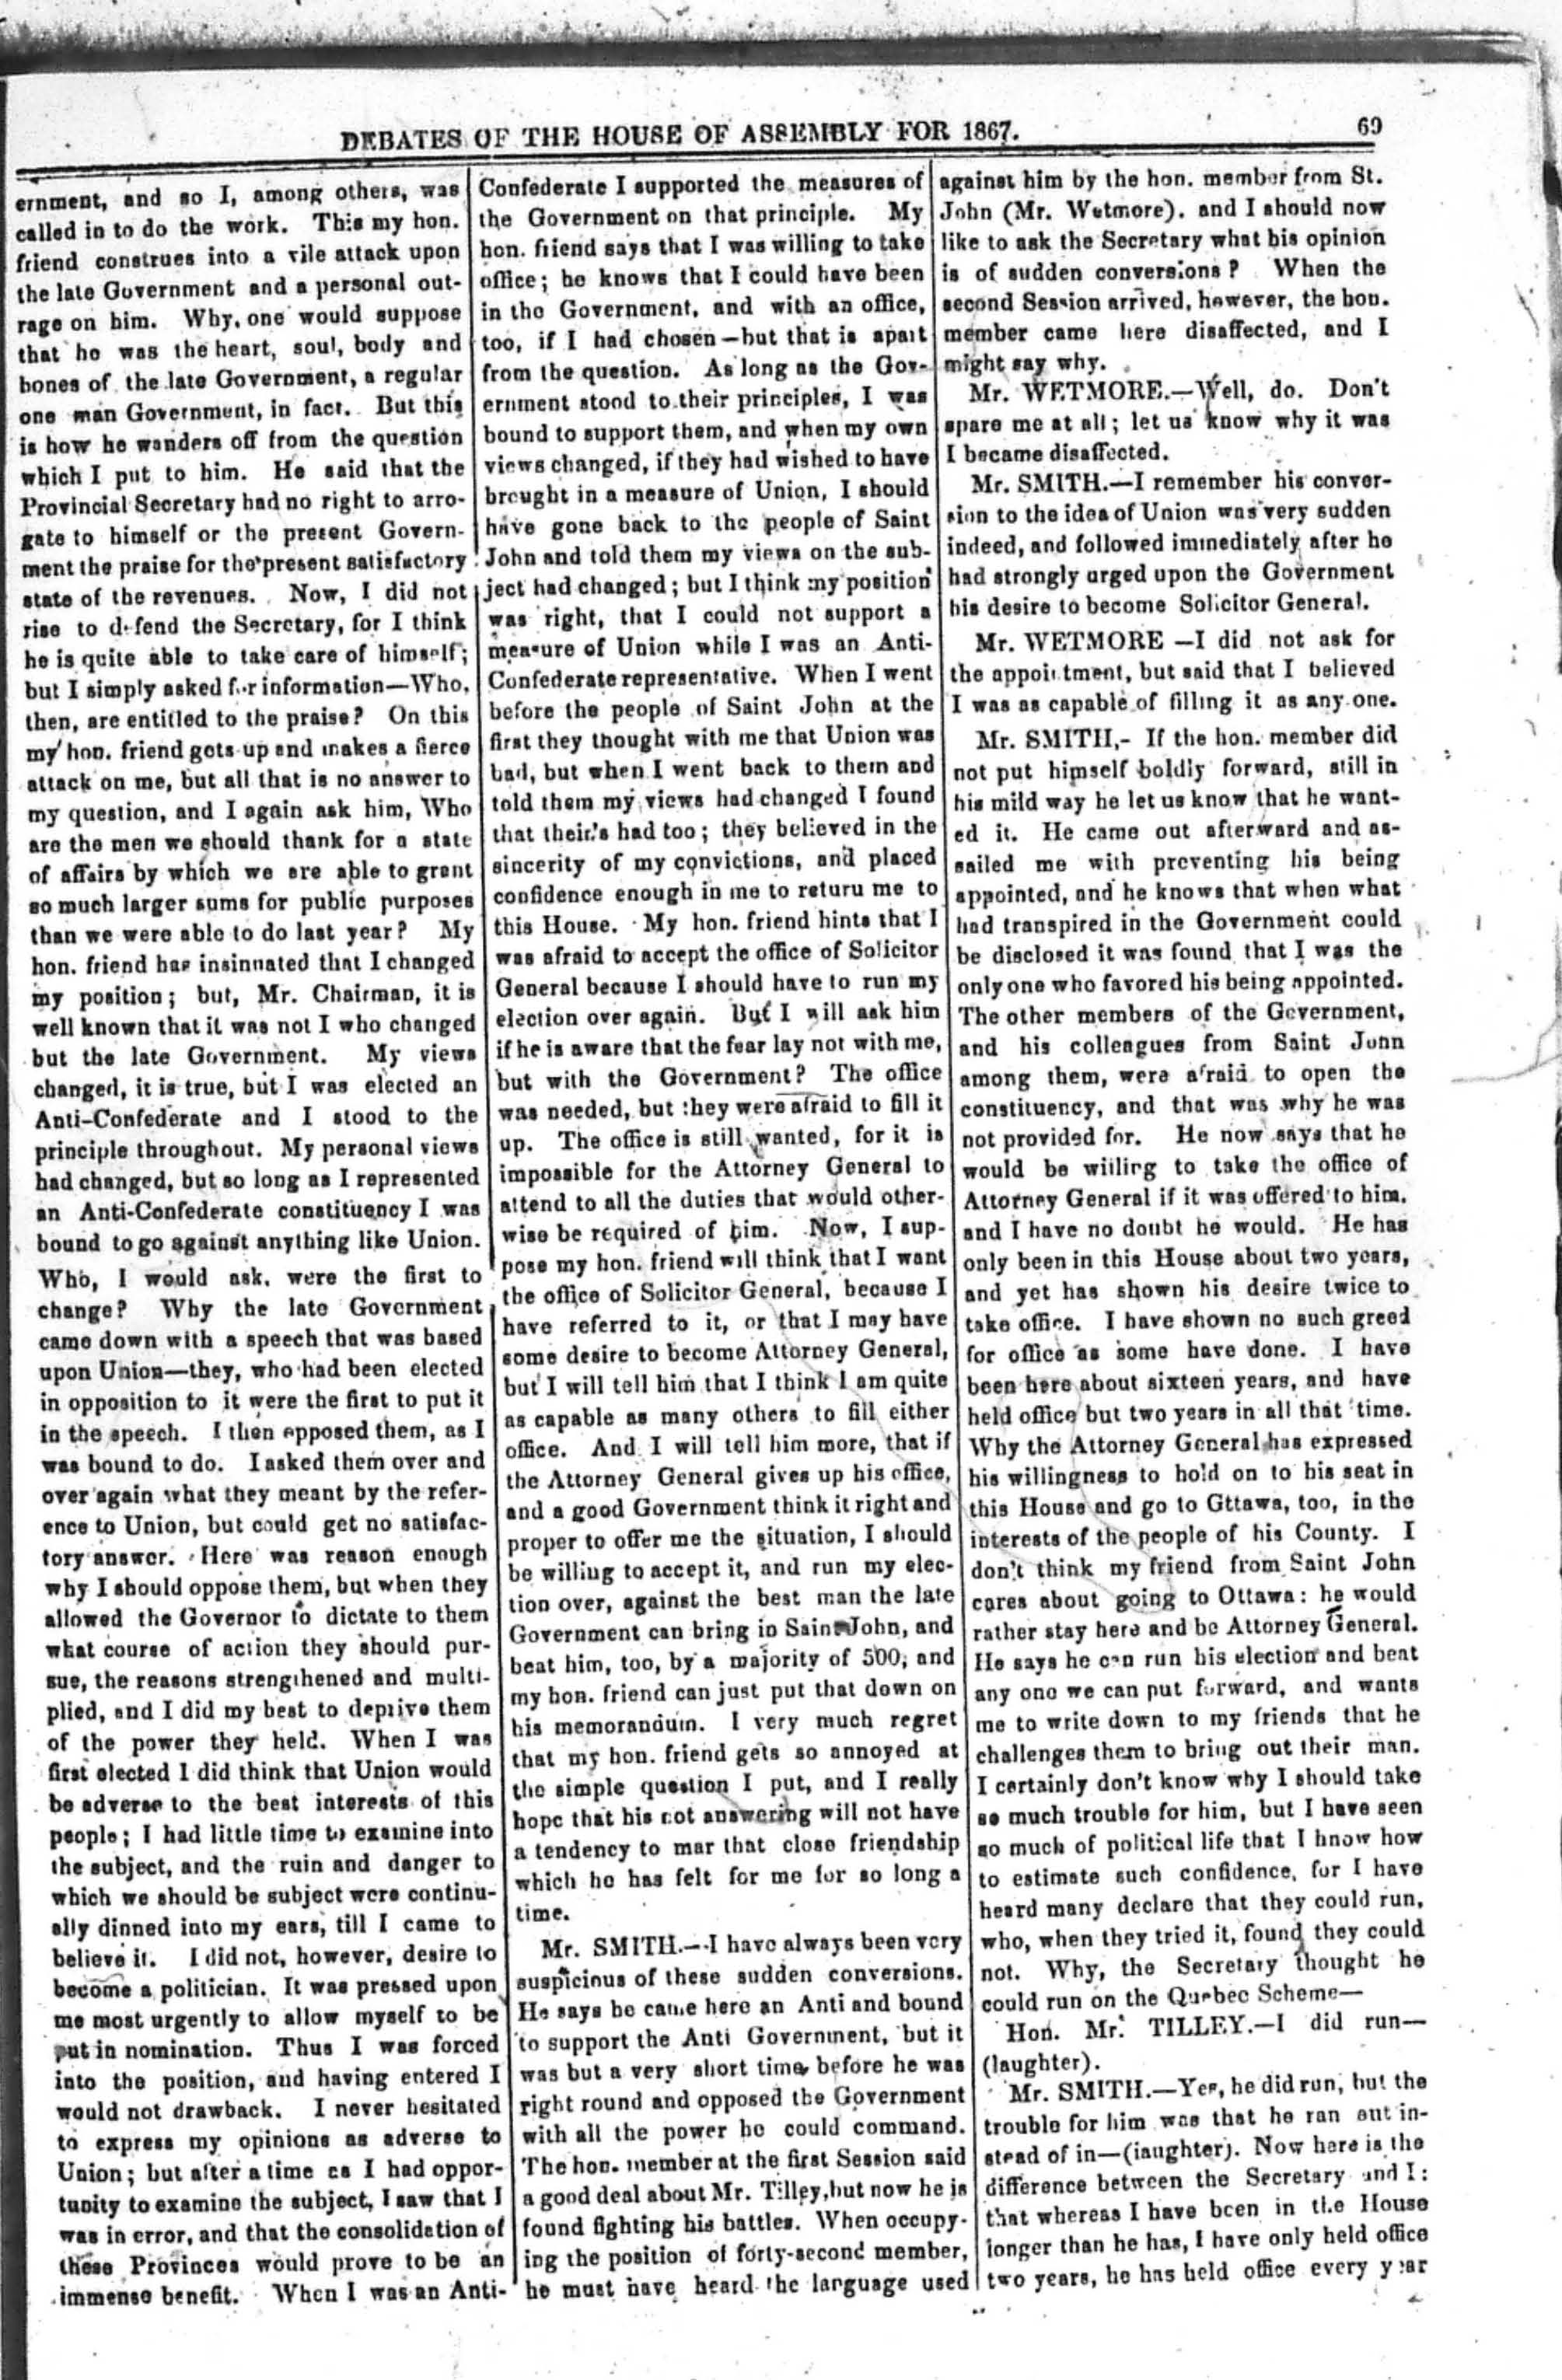 DEBATES OF THE HOUSE OF ASSEMBLY FOR 1867. 69
ernment, and so I, among others, was
called in to do the work. This my hon.
friend construes into a vile attack upon
the late Government and a personal out-
rage on him. Why, one would suppose
that he was the heart, soul, body and
bones of the late Government, a regular
one man Government, in fact. But this
is how he wanders off from the question
which I put to him. He said that the
Provincial Secretary had no right to arro-
gate to himself or the present Govern-
ment the praise for the present satisfactory
state of the revenues. Now, I did not
rise to defend the Secretary, for I think
he is quite able to take care of himself;
but I simply asked for information—Who,
then, are entitled to the praise? On this
my hon. friend gets up and makes a fierce
attack on me, but all that is no answer to
my question, and I again ask him, Who
are the men we should thank for a state
of affairs by which we are able to grant
so much larger sums for public purposes
than we were able to do last year? My
hon. friend has insinuated that I changed
my position; but, Mr. Chairman, it is
well known that it was not I who changed
but the late Government. My views
changed, it is true, but I was elected an
Anti-Confederate and I stood to the
principle throughout. My personal views
had changed, but so long as I represented
an Anti-Confederate constituency I was
bound to go against anything like Union.
Who, I would ask, were the first to
change? Why the late Government
came down with a speech that was based
upon Union—they, who had been elected
in opposition to it were the first to put it
in the speech. I then opposed them, as I
was bound to do. I asked them over and
over again what they meant by the refer-
ence to Union, but could get no satisfac-
tory answer. Here was reason enough
why I should oppose them, but when they
allowed the Governor to dictate to them
what course of action they should pur-
sue, the reasons strengthened and multi-
plied, and I did my best to deprive them
of the power they held. When I was
first elected I did think that Union would
be adverse to the best interests of this
people; I had little time to examine into
the subject, and the ruin and danger to
which we should be subject were continu-
ally dinned into my ears, till I came to
believe it. I did not, however, desire to
become a politician. It was pressed upon
me most urgently to allow myself to be
put in nomination. Thus I was forced
into the position, and having entered I
would not drawback. I never hesitated
to express my opinions as adverse to
Union; but after a time as I had oppor-
tunity to examine the subject, I saw that I
was in error, and that the consolidation of
these Provinces would prove to be an
immense benefit. When I was an Anti-
Confederate I supported the measures of
the Government on that principle. My
hon. friend says that I was willing to take
office; he knows that I could have been
in the Government, and with an office,
too, if I had chosen—but that is apart
from the question. As long as the Gov-
ernment stood to their principles, I was
bound to support them, and when my own
views changed, if they had wished to have
brought in a measure of Union, I should
have gone back to the people of Saint
John and told them my views on the sub-
ject had changed; but I think my position
was right, that I could not support a
measure of Union while I was an Anti-
Confederate representative. When I went
before the people of Saint John at the
first they thought with me that Union was
bad, but when I went back to them and
told them my views had changed I found
that their's had too; they believed in the
sincerity of my convictions, and placed
confidence enough in me to return me to
this House. My hon. friend hints that I
was afraid to accept the office of Solicitor
General because I should have to run my
election over again. But I will ask him
if he is aware that the fear lay not with me,
but with the Government? The office
was needed, but they were afraid to fill it
up. The office is still wanted, for it is
impossible for the Attorney General to
attend to all the duties that would other-
wise be required of him. Now, I sup-
pose my hon. friend will think that I want
the office of Solicitor General, because I
have referred to it, or that I may have
some desire to become Attorney General,
but I will tell him that I think I am quite
as capable as many others to fill either
office. And I will tell him more, that if
the Attorney General gives up his office,
and a good Government think it right and
proper to offer me the situation, I should
be willing to accept it, and run my elec-
tion over, against the best man the late
Government can bring in Saint John, and
beat him, too, by a majority of 500, and
my hon. friend can just put that down on
his memorandum. I very much regret
that my hon. friend gets so annoyed at
the simple question I put, and I really
hope that his not answering will not have
a tendency to mar that close friendship
which he has felt for me for so long a
time.
Mr. SMITH.—I have always been very
suspicious of these sudden conversions.
He says he came here an Anti and bound
to support the Anti Government, but it
was but a very short time before he was
right round and opposed the Government
with all the power he could command.
The hon. member at the first Session said
a good deal about Mr. Tilley, but now he is
found fighting his battles. When occupy-
ing the position of forty-second member,
he must have heard the language used
against him by the hon. member from St.
John (Mr. Wetmore). and I should now
like to ask the Secretary what his opinion
is of sudden conversions? When the
second Session arrived, however, the hon.
member came here disaffected, and I
might say why.
Mr. WETMORE.—Well, do. Don't
spare me at all; let us know why it was
I became disaffected.
Mr. SMITH.—I remember his conver-
sion to the idea of Union was very sudden
indeed, and followed immediately after he
had strongly urged upon the Government
his desire to become Solicitor General.
Mr. WETMORE —I did not ask for
the appointment, but said that I believed
I was as capable of filling it as any one.
Mr. SMITH,- If the hon. member did
not put himself boldly forward, still in
his mild way he let us know that he want-
ed it. He came out afterward and as-
sailed me with preventing his being
appointed, and he knows that when what
had transpired in the Government could
be disclosed it was found that I was the
only one who favored his being appointed.
The other members of the Government,
and his colleagues from Saint John
among them, were afraid to open the
constituency, and that was why he was
not provided for. He now says that he
would be willing to take the office of
Attorney General if it was offered to him,
and I have no doubt he would. He has
only been in this House about two years,
and yet has shown his desire twice to
take office. I have shown no such greed
for office as some have done. I have
been here about sixteen years, and have
held office but two years in all that time.
Why the Attorney General has expressed
his willingness to hold on to his seat in
this House and go to Gttawa, too, in the
interests of the people of his County. I
don't think my friend from Saint John
cares about going to Ottawa: he would
rather stay here and be Attorney General.
He says he can run his election and beat
any one we can put forward, and wants
me to write down to my friends that he
challenges them to bring out their man.
I certainly don't know why I should take
so much trouble for him, but I have seen
so much of political life that I hnow how
to estimate such confidence, for I have
heard many declare that they could run,
who, when they tried it, found they could
not. Why, the Secretary thought he
could run on the Quebec Scheme—
Hon. Mr. TILLEY.—I did run—
(laughter).
Mr. SMITH.—Yes, he did run, but the
trouble for him was that he ran out in-
stead of in—(laughter). Now here is the
difference between the Secretary and I:
that whereas I have been in the House
longer than he has, I have only held office
two years, he has held office every year